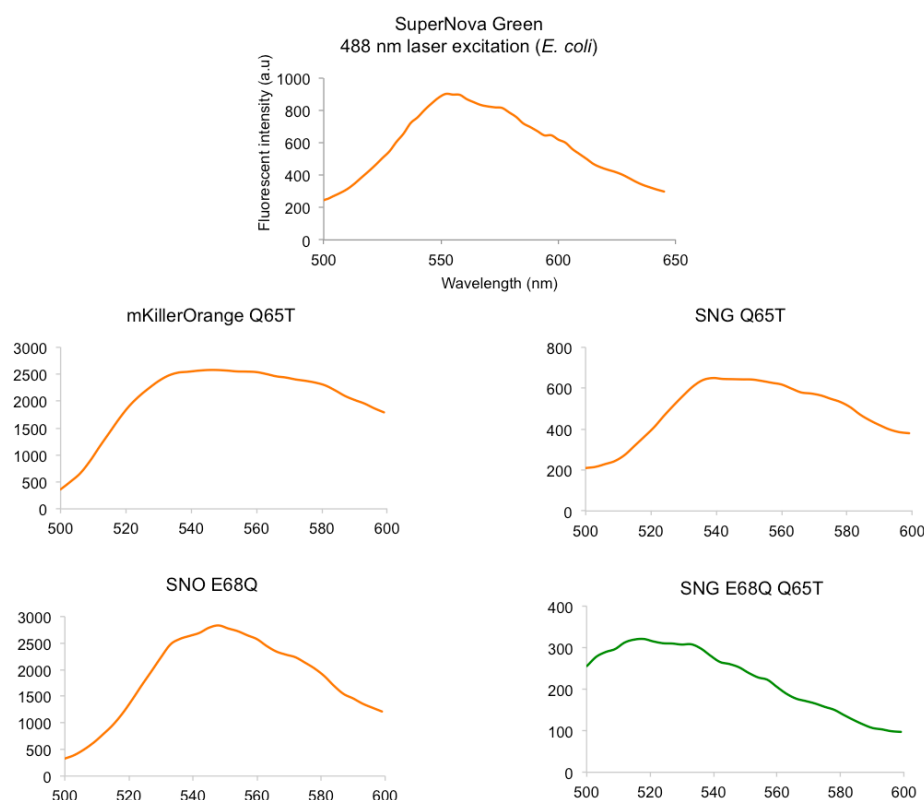 SuperNova Green
488 nm laser excitation (E. coli)
Fluorescent intensity (a.u)
1000
800
600
400
200
0
500 550 600 650
Wavelength (nm)
mKillerOrange Q65T
3000
2500
2000
1500
1000
500
0
500 520 540 560 580 600
SNG Q65T
800
600
400
200
0
500 520 540 560 580 600
SNO E68Q
3000
2500
2000
1500
1000
500
0
500 520 540 560 580 600
SNG E68Q Q65T
400
300
200
100
0
500 520 540 560 580 600